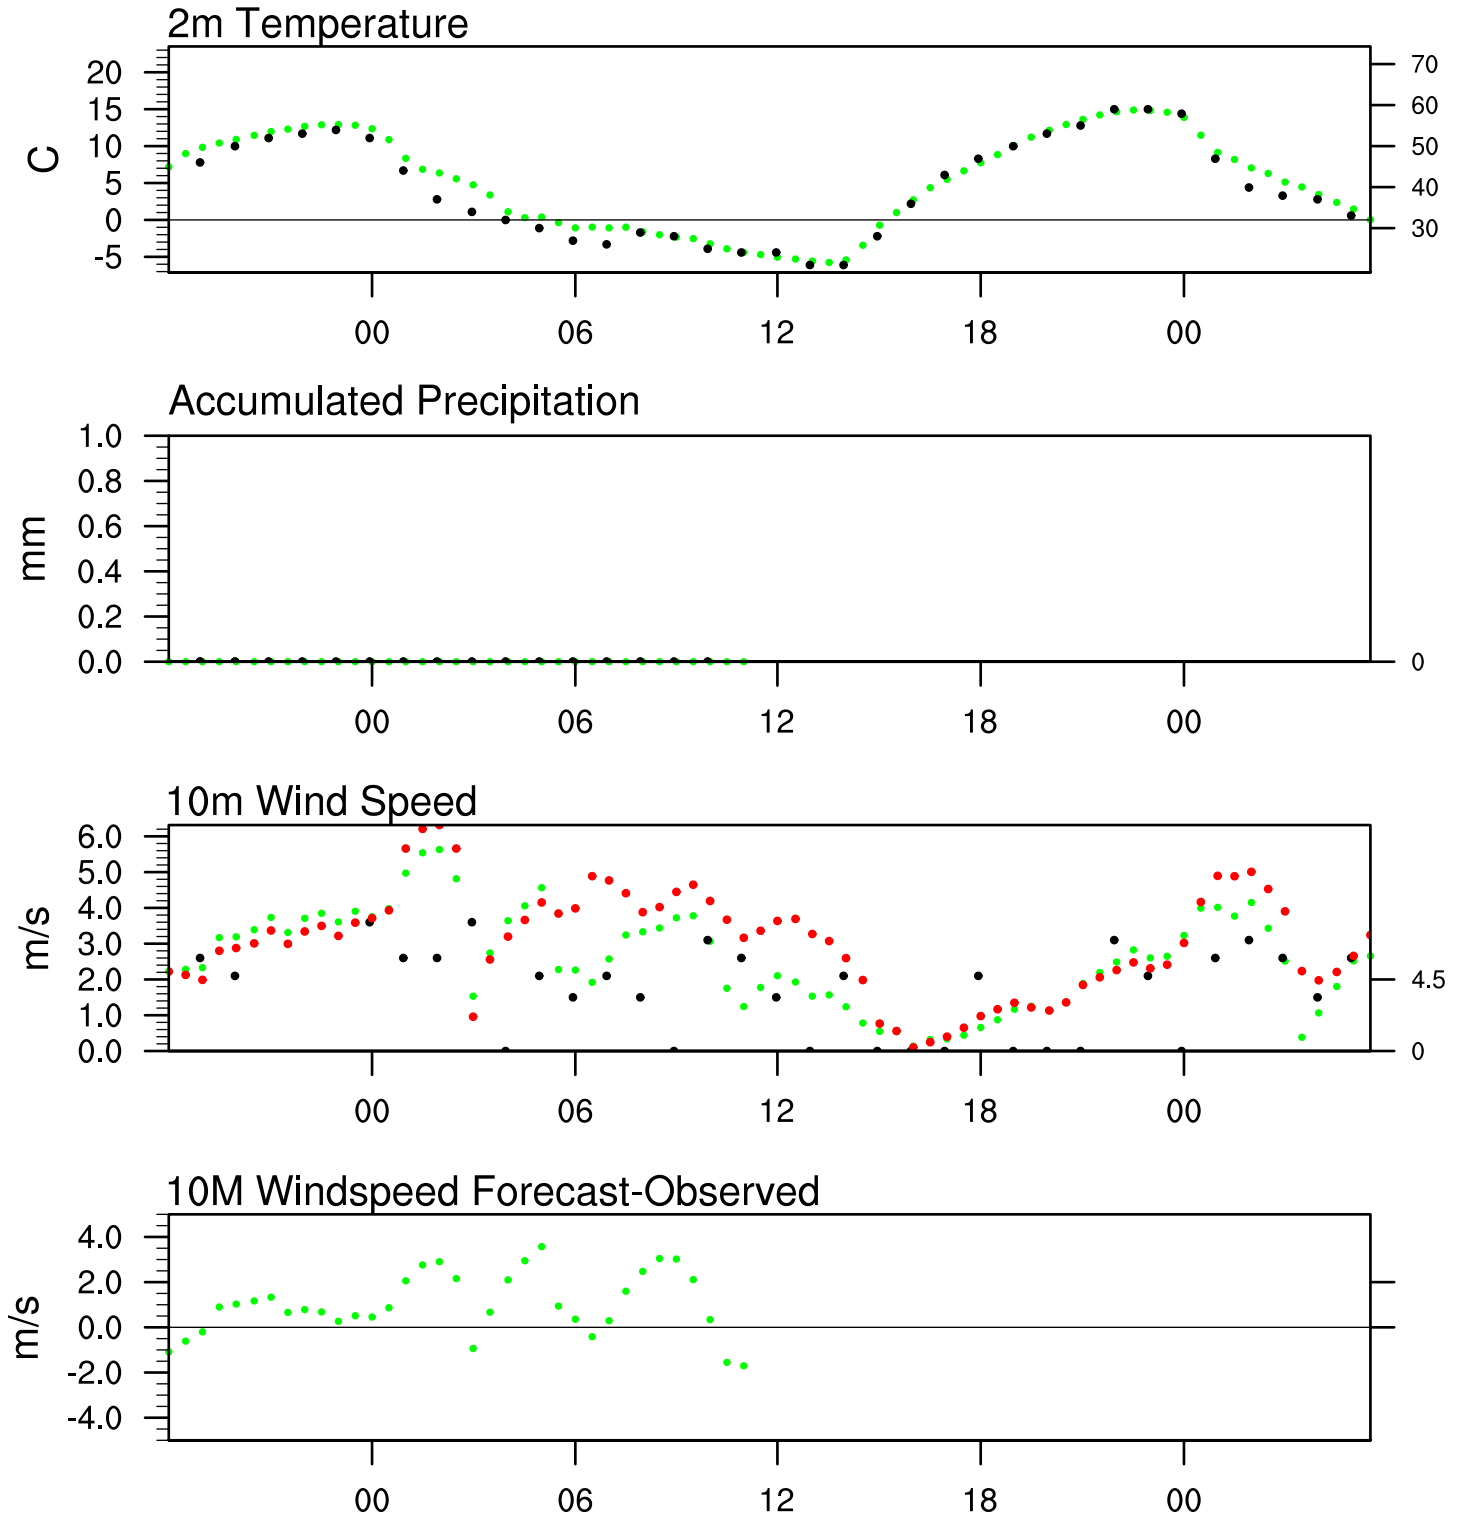 2m Temperature
20
15
10
5
0
-5
C
70
60
50
40
30
00 06 12 18 00
Accumulated Precipitation
1.0
0.8
0.6
0.4
0.2
0.0
mm
0
00 06 12 18 00
10m Wind Speed
6.0
5.0
4.0
3.0
2.0
1.0
0.0
m/s
4.5
0
00 06 12 18 00
10M Windspeed Forecast-Observed
4.0
2.0
0.0
-2.0
-4.0
m/s
00 06 12 18 00